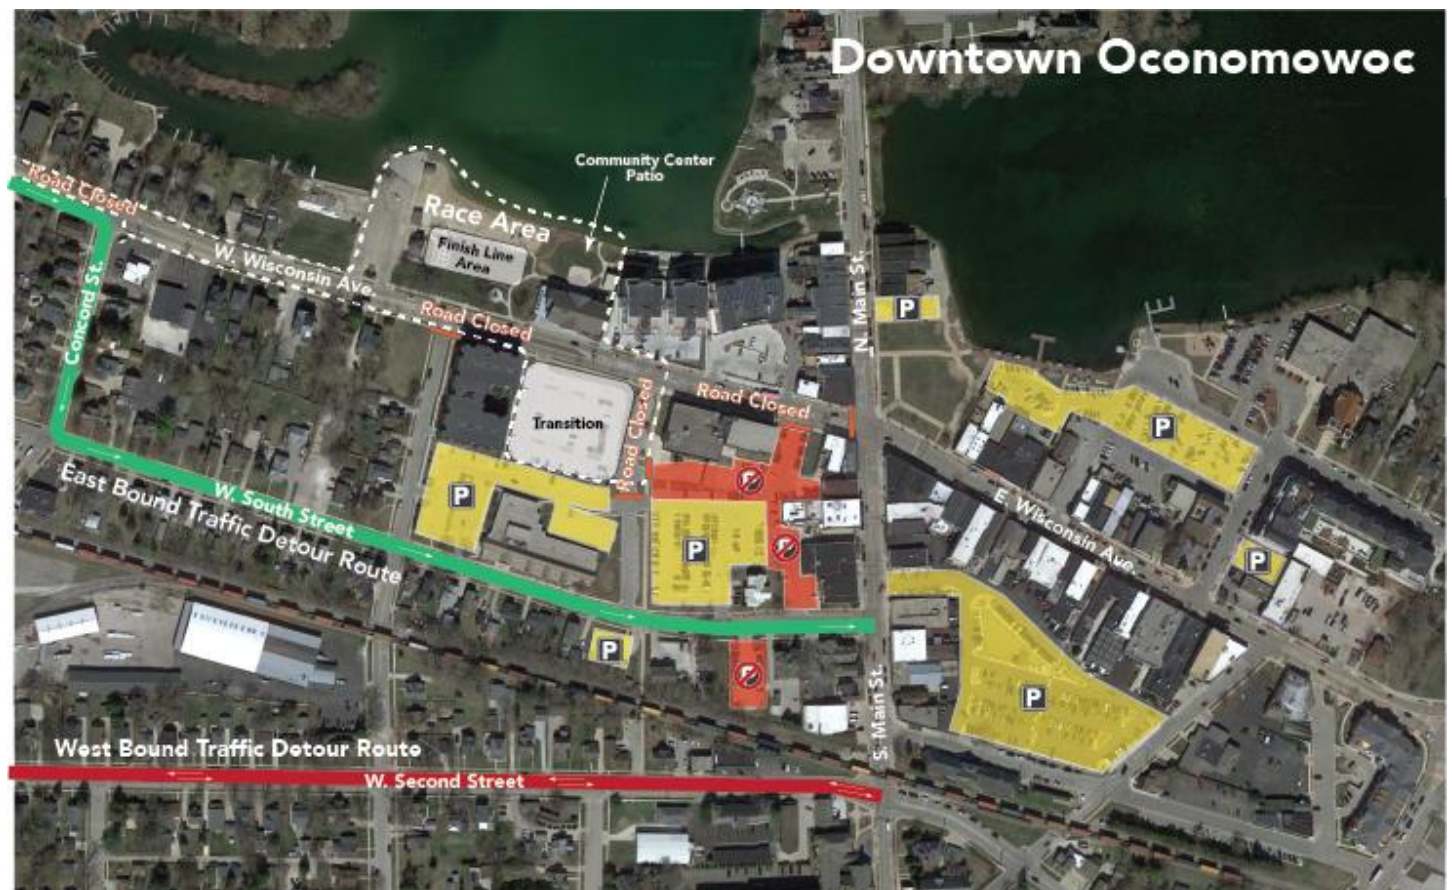 Downtown Oconomowoc
Community Center
Patio
Road Closed
Race Area
Finish Line
Area
W. Wisconsin Ave.
N. Main St.
Concord St.
Road Closed
P
Road Closed
Road Closed
Transition
P
P
W. South Street
East Bound Traffic Detour Route
E. Wisconsin Ave.
P
P
P
P
S. Main St.
West Bound Traffic Detour Route
W. Second Street